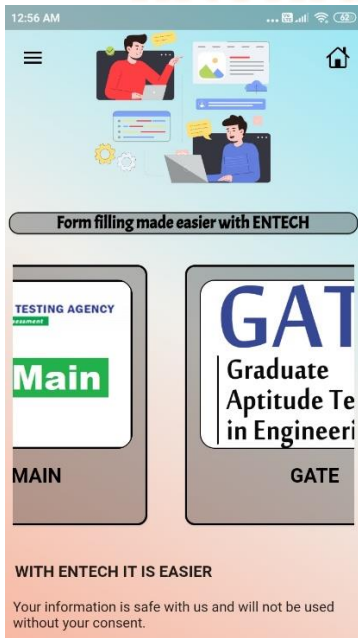 12:56 AM
62
Form filling made easier with ENTECH
TESTING AGENCY
Main
MAIN
GAT
Graduate
Aptitude Te
in Engineeri
GATE
WITH ENTECH IT IS EASIER
Your information is safe with us and will not be used
without your consent.